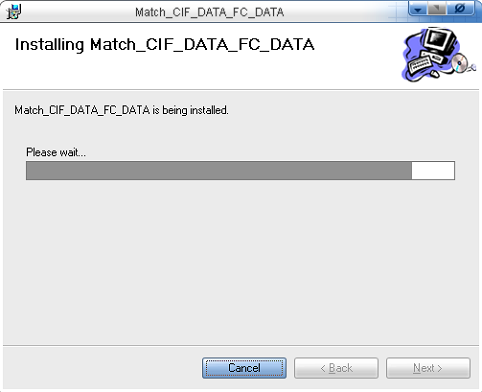 Match_CIF_DATA_FC_DATA
Installing Match_CIF_DATA_FC_DATA
Match_CIF_DATA_FC_DATA is being installed.
Please wait...
Cancel
< Back
Next >